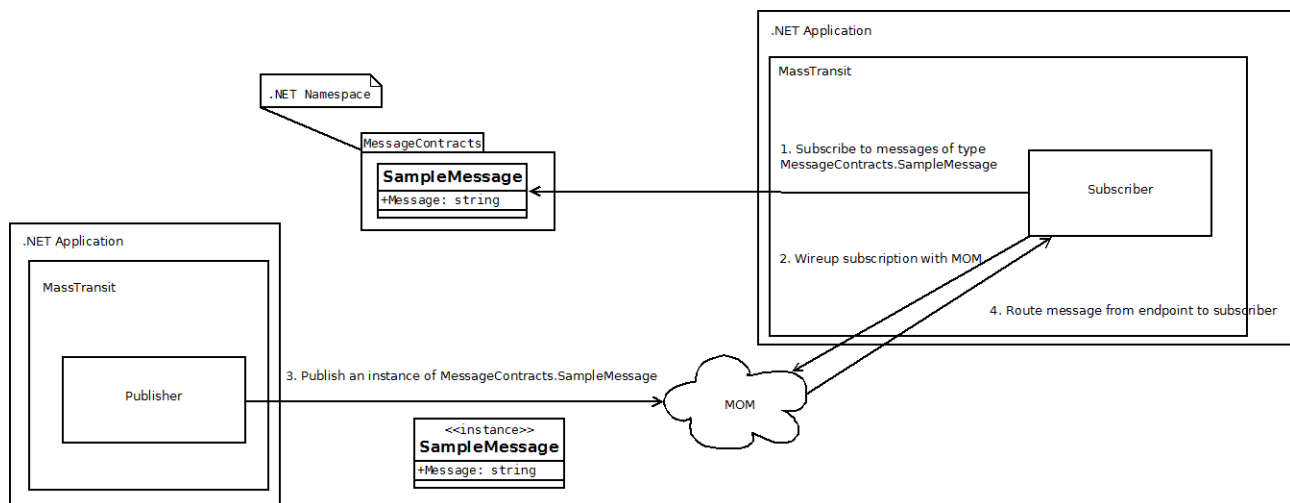 .NET Application
MassTransit
.NET Namespace
MessageContracts
SampleMessage
+Message: string
1. Subscribe to messages of type
MessageContracts.SampleMessage
Subscriber
.NET Application
MassTransit
2. Wireup subscription with MOM
4. Route message from endpoint to subscriber
Publisher
3. Publish an instance of MessageContracts.SampleMessage
MOM
<<instance>>
SampleMessage
+Message: string